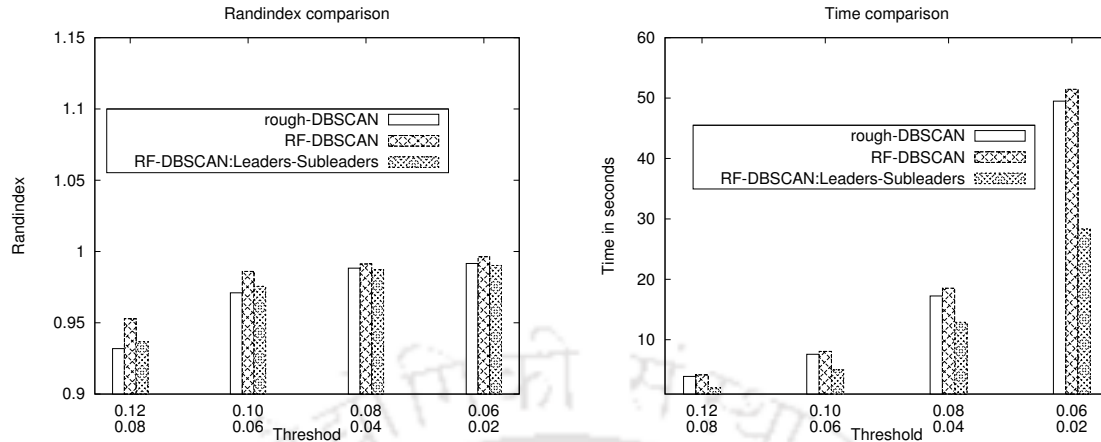 Randindex comparison
1.15
1.1
1.05
1
0.95
0.9
Randindex
rough-DBSCAN
RF-DBSCAN
RF-DBSCAN:Leaders-Subleaders
0.12 0.10 0.08 0.06
0.08 0.06 0.04 0.02
Threshod
Time comparison
60
50
40
30
20
10
Time in seconds
rough-DBSCAN
RF-DBSCAN
RF-DBSCAN:Leaders-Subleaders
0.12 0.10 0.08 0.06
0.08 0.06 0.04 0.02
Threshold